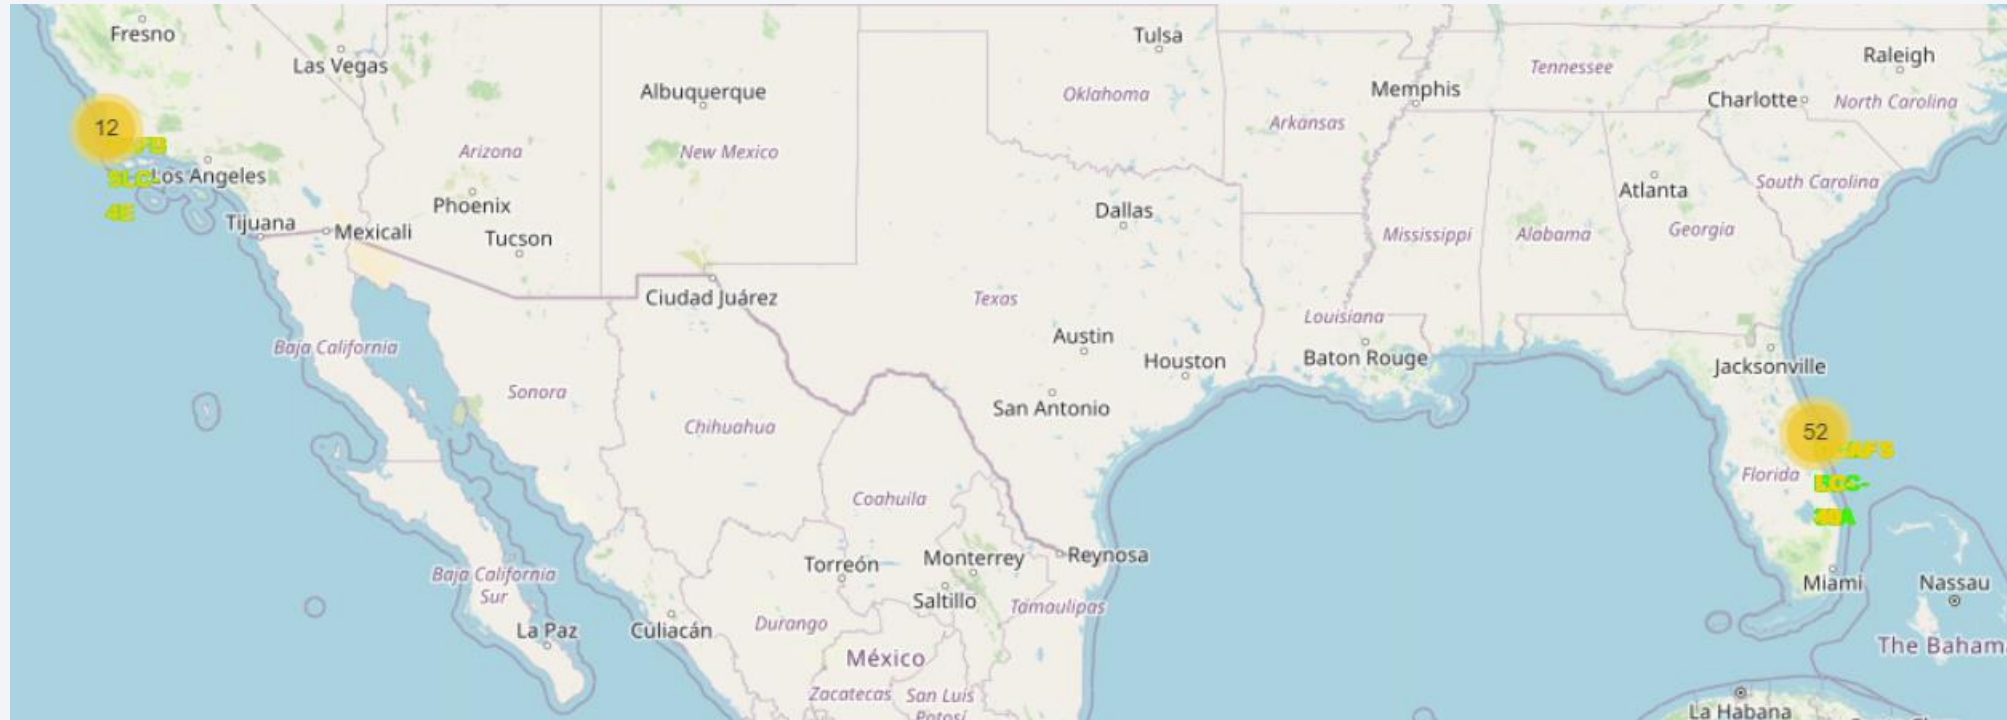 Fresno
Las Vegas
Albuquerque
Tulsa
Oklahoma
Memphis
Tennessee
Raleigh
Charlotte
North Carolina
12
Arizona
New Mexico
Arkansas
SLC-
Los Angeles
4E
Phoenix
Tijuana
Mexicali
Tucson
Dallas
Atlanta
South Carolina
Mississippi
Alabama
Georgia
Ciudad Juárez
Texas
Louisiana
Austin
Baja California
Houston
Baton Rouge
Jacksonville
Sonora
San Antonio
Chihuahua
52
Florida
Coahuila
Torreón
Monterrey
Reynosa
Baja California
Sur
Saltillo
Tamaulipas
Miami
Nassau
La Paz
Culiacán
Durango
México
The Baham
Zacatecas
San Luis
Potosí
La Habana